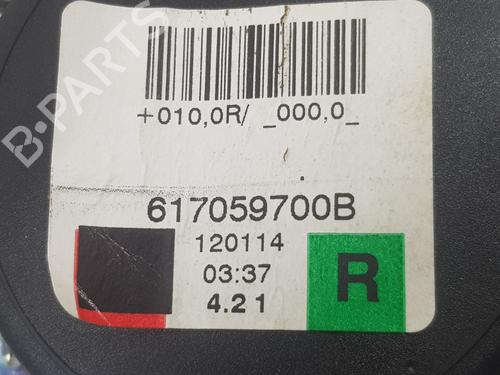 B-PARTS
+010,0R/ _000,0_
617059700B
120114
03:37
4.2 1
R